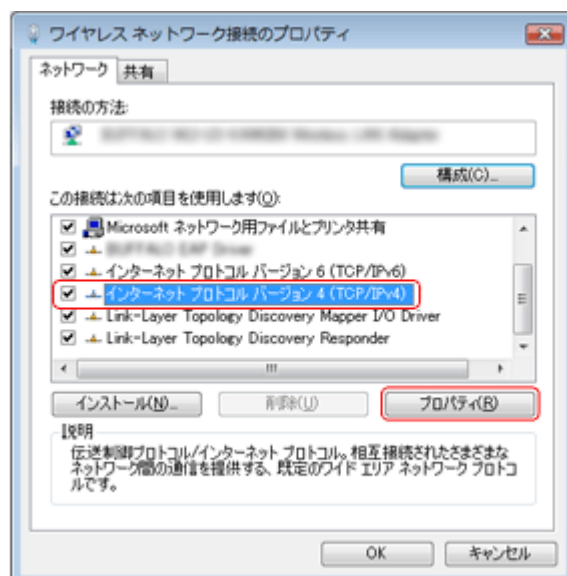 ワイヤレス ネットワーク接続のプロパティ
ネットワーク 共有
接続の方法:
構成(C)...
この接続は次の項目を使用します(O):
Microsoft ネットワーク用ファイルとプリンタ共有
インターネット プロトコル バージョン 6 (TCP/IPv6)
インターネット プロトコル バージョン 4 (TCP/IPv4)
Link-Layer Topology Discovery Mapper I/O Driver
Link-Layer Topology Discovery Responder
インストール(N)... 削除(U) プロパティ(R)
説明
伝送制御プロトコル/インターネット プロトコル。相互接続されたさまざまな
ネットワーク間の通信を提供する、既定のワイド エリア ネットワーク プロトコ
ルです。
OK キャンセル